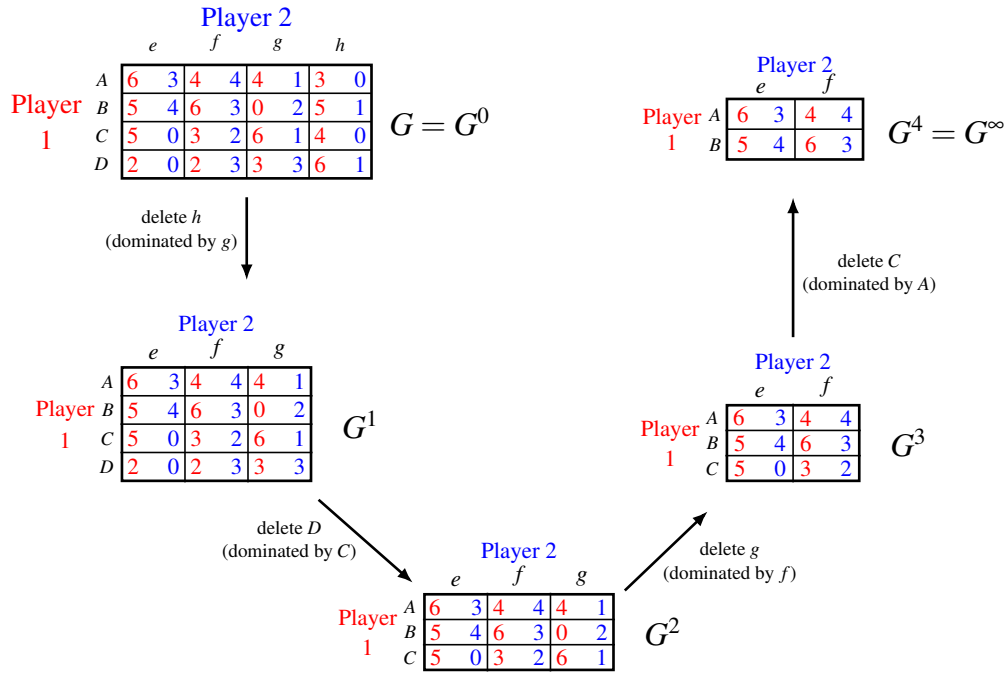 Player 2
e f g h
Player 1
A 6 3 4 4 4 1 3 0
B 5 4 6 3 0 2 5 1
C 5 0 3 2 6 1 4 0
D 2 0 2 3 3 3 6 1
G = G⁰
delete h
(dominated by g)
Player 2
e f g
Player 1
A 6 3 4 4 4 1
B 5 4 6 3 0 2
C 5 0 3 2 6 1
D 2 0 2 3 3 3
G¹
delete D
(dominated by C)
Player 2
e f g
Player 1
A 6 3 4 4 4 1
B 5 4 6 3 0 2
C 5 0 3 2 6 1
G²
delete g
(dominated by f)
Player 2
e f
Player 1
A 6 3 4 4
B 5 4 6 3
C 5 0 3 2
G³
delete C
(dominated by A)
Player 2
e f
Player 1
A 6 3 4 4
B 5 4 6 3
G⁴ = G^∞